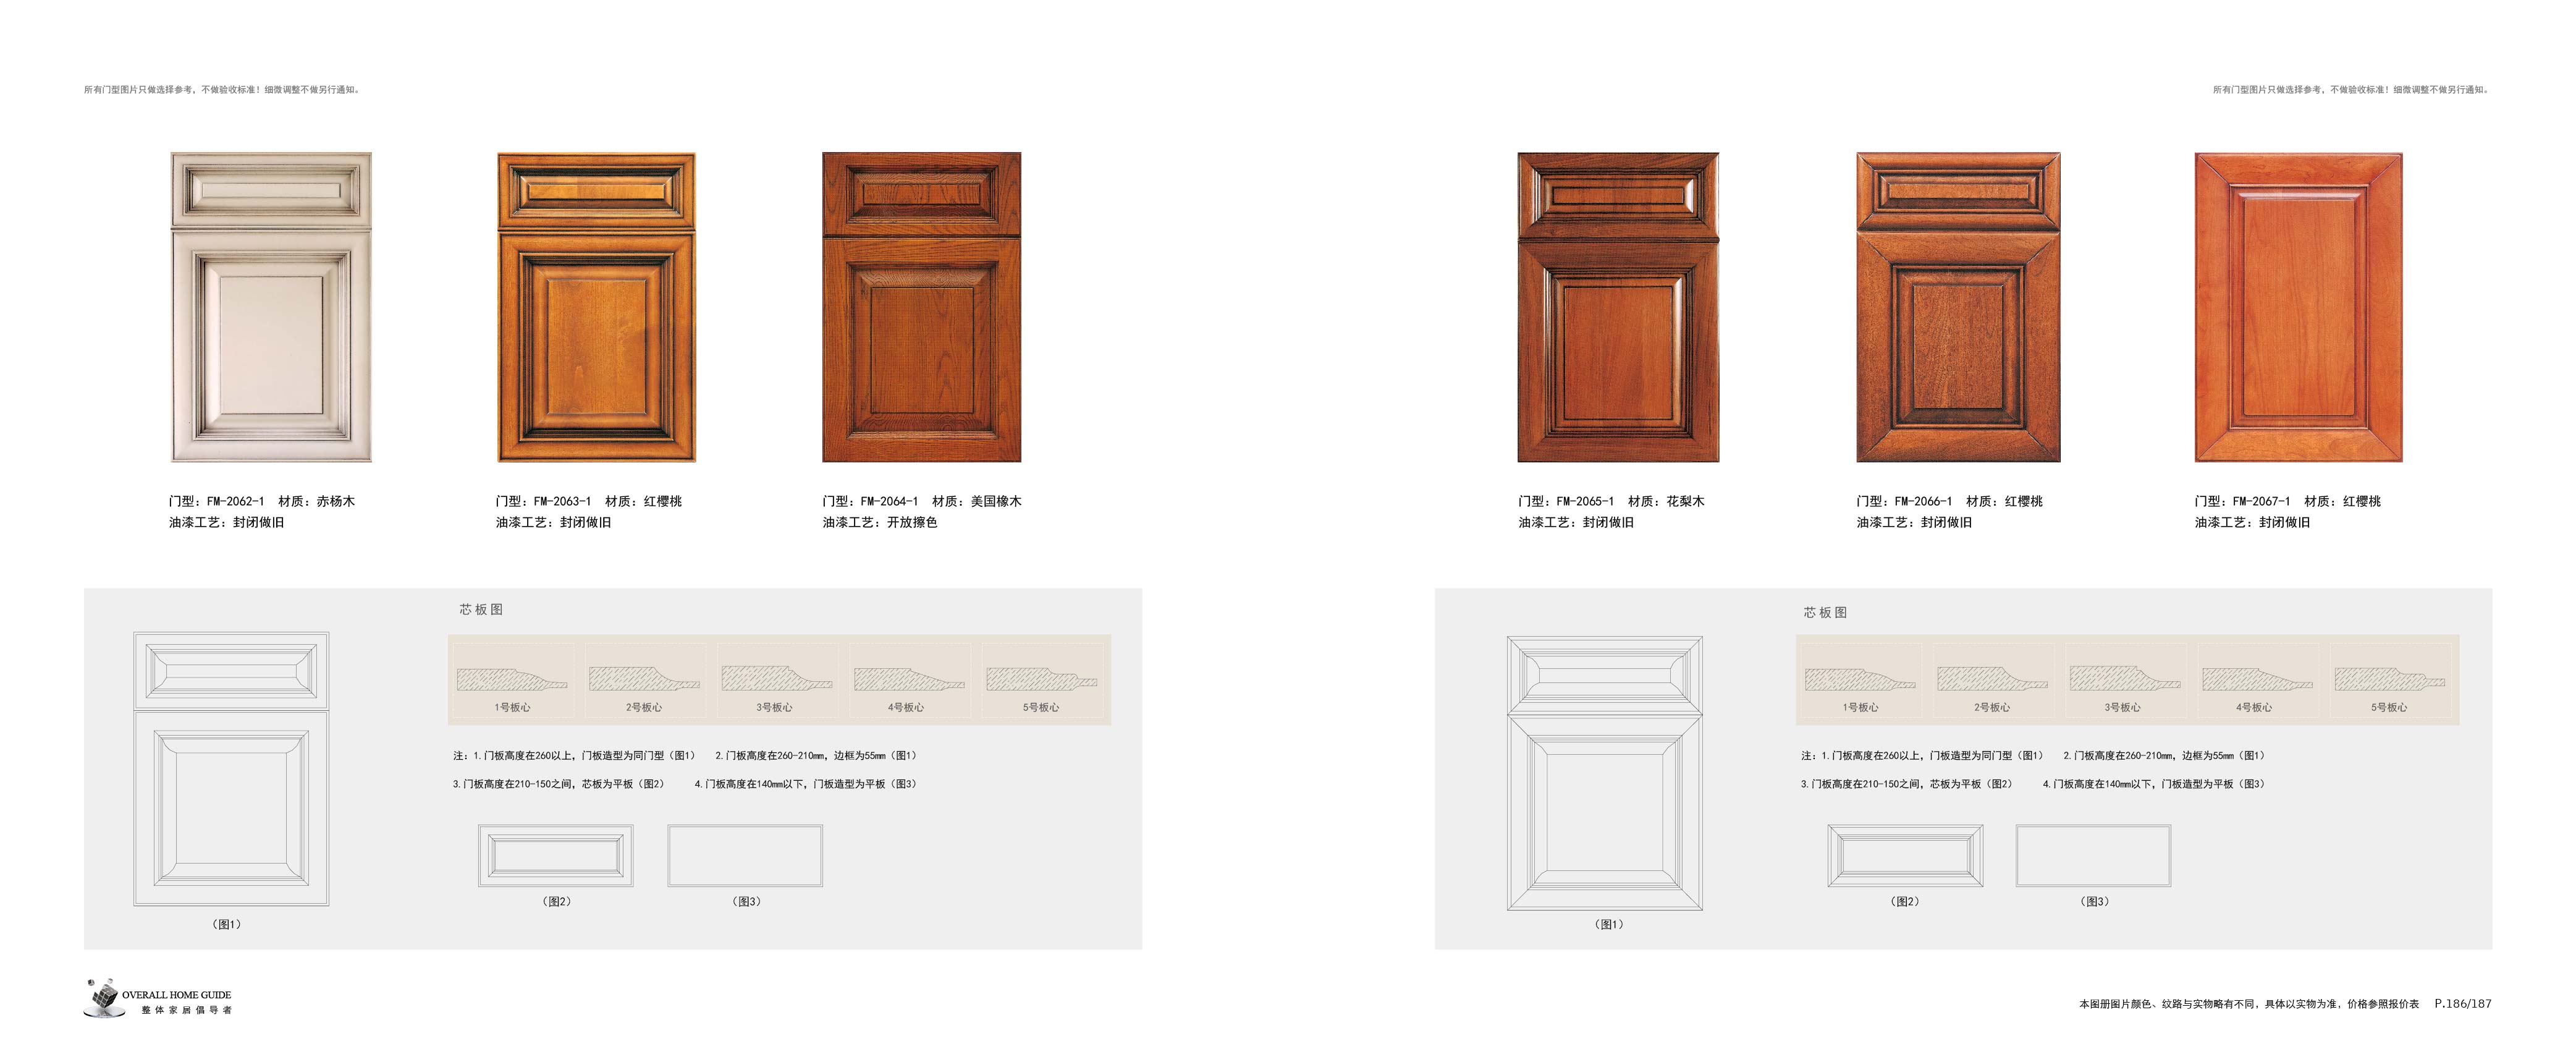 所有门型图片只做选择参考，不做验收标准！细微调整不做另行通知。
所有门型图片只做选择参考，不做验收标准！细微调整不做另行通知。
门型：FM-2062-1 材质：赤杨木
油漆工艺：封闭做旧
门型：FM-2063-1 材质：红樱桃
油漆工艺：封闭做旧
门型：FM-2064-1 材质：美国橡木
油漆工艺：开放擦色
门型：FM-2065-1 材质：花梨木
油漆工艺：封闭做旧
门型：FM-2066-1 材质：红樱桃
油漆工艺：封闭做旧
门型：FM-2067-1 材质：红樱桃
油漆工艺：封闭做旧
芯板图
1号板心 2号板心 3号板心 4号板心 5号板心
注：1.门板高度在260以上，门板造型为同门型（图1） 2.门板高度在260-210mm，边框为55mm（图1）
3.门板高度在210-150之间，芯板为平板（图2） 4.门板高度在140mm以下，门板造型为平板（图3）
（图2） （图3）
（图1）
芯板图
1号板心 2号板心 3号板心 4号板心 5号板心
注：1.门板高度在260以上，门板造型为同门型（图1） 2.门板高度在260-210mm，边框为55mm（图1）
3.门板高度在210-150之间，芯板为平板（图2） 4.门板高度在140mm以下，门板造型为平板（图3）
（图2） （图3）
（图1）
OVERALL HOME GUIDE
整体家居倡导者
本图册图片颜色、纹路与实物略有不同，具体以实物为准，价格参照报价表 P.186/187